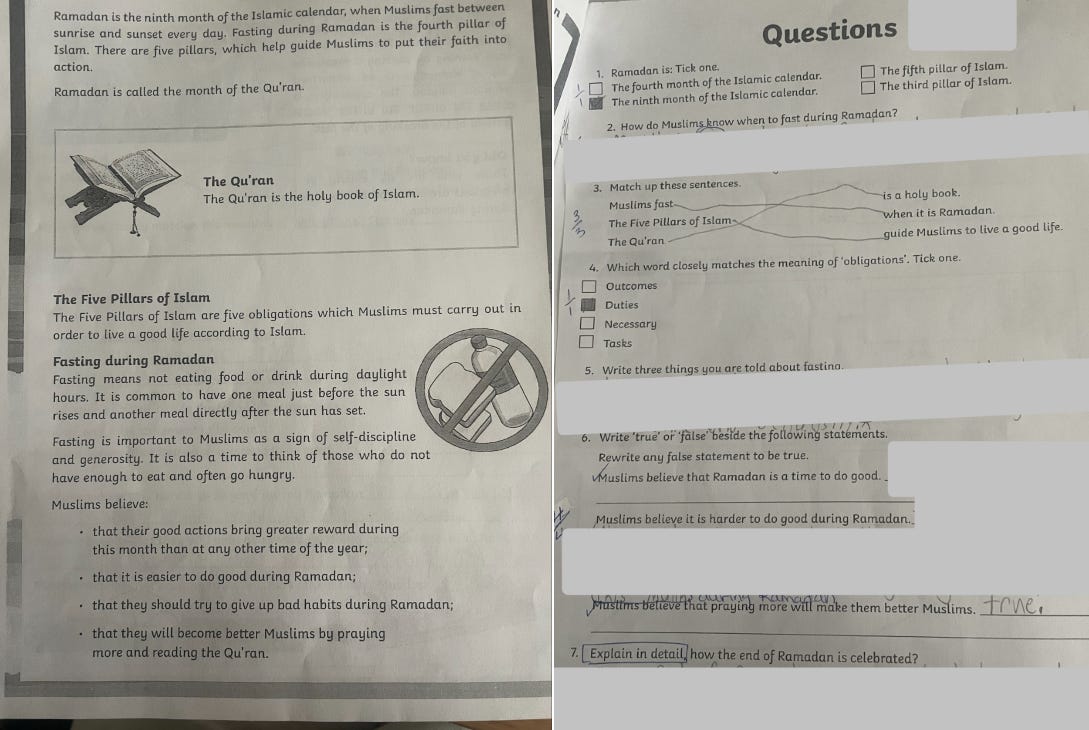 Ramadan is the ninth month of the Islamic calendar, when Muslims fast between
sunrise and sunset every day. Fasting during Ramadan is the fourth pillar of
Islam. There are five pillars, which help guide Muslims to put their faith into
action.
Ramadan is called the month of the Qu'ran.
The Qu'ran
The Qu'ran is the holy book of Islam.
The Five Pillars of Islam
The Five Pillars of Islam are five obligations which Muslims must carry out in
order to live a good life according to Islam.
Fasting during Ramadan
Fasting means not eating food or drink during daylight
hours. It is common to have one meal just before the sun
rises and another meal directly after the sun has set.
Fasting is important to Muslims as a sign of self-discipline
and generosity. It is also a time to think of those who do not
have enough to eat and often go hungry.
Muslims believe:
• that their good actions bring greater reward during
this month than at any other time of the year;
• that it is easier to do good during Ramadan;
• that they should try to give up bad habits during Ramadan;
• that they will become better Muslims by praying
more and reading the Qu'ran.
Questions
1. Ramadan is: Tick one.
The fourth month of the Islamic calendar.
The ninth month of the Islamic calendar.
The fifth pillar of Islam.
The third pillar of Islam.
1/1
2. How do Muslims know when to fast during Ramadan?
3. Match up these sentences.
Muslims fast
The Five Pillars of Islam
The Qu'ran
is a holy book.
when it is Ramadan.
guide Muslims to live a good life.
3/3
4. Which word closely matches the meaning of 'obligations'. Tick one.
Outcomes
Duties
Necessary
Tasks
1/1
5. Write three things you are told about fasting.
6. Write 'true' or 'false' beside the following statements.
Rewrite any false statement to be true.
Muslims believe that Ramadan is a time to do good.
Muslims believe it is harder to do good during Ramadan.
during Ramadan.
Muslims believe that praying more will make them better Muslims. true.
7. Explain in detail, how the end of Ramadan is celebrated?